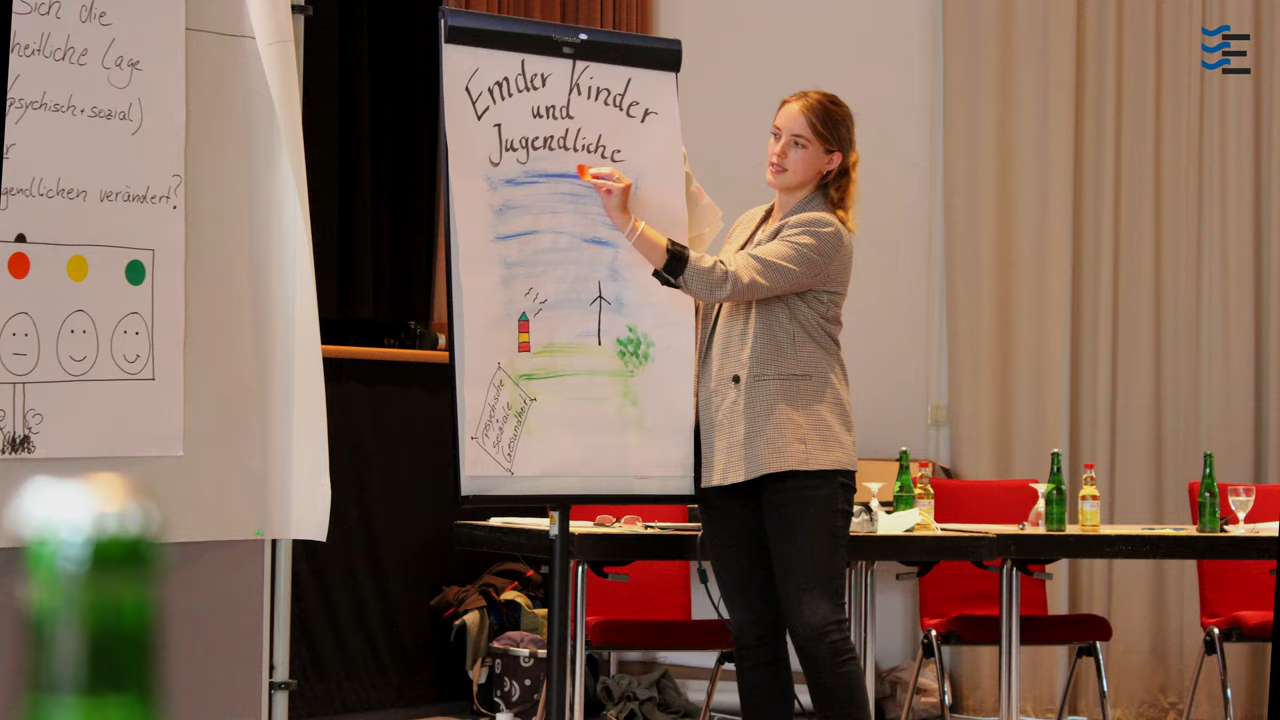 Sich die
heitliche Lage
psychisch + sozial)
r
gendlichen verändert?
Emder Kinder
und
Jugendliche
psychische
soziale
Gesundheit
E